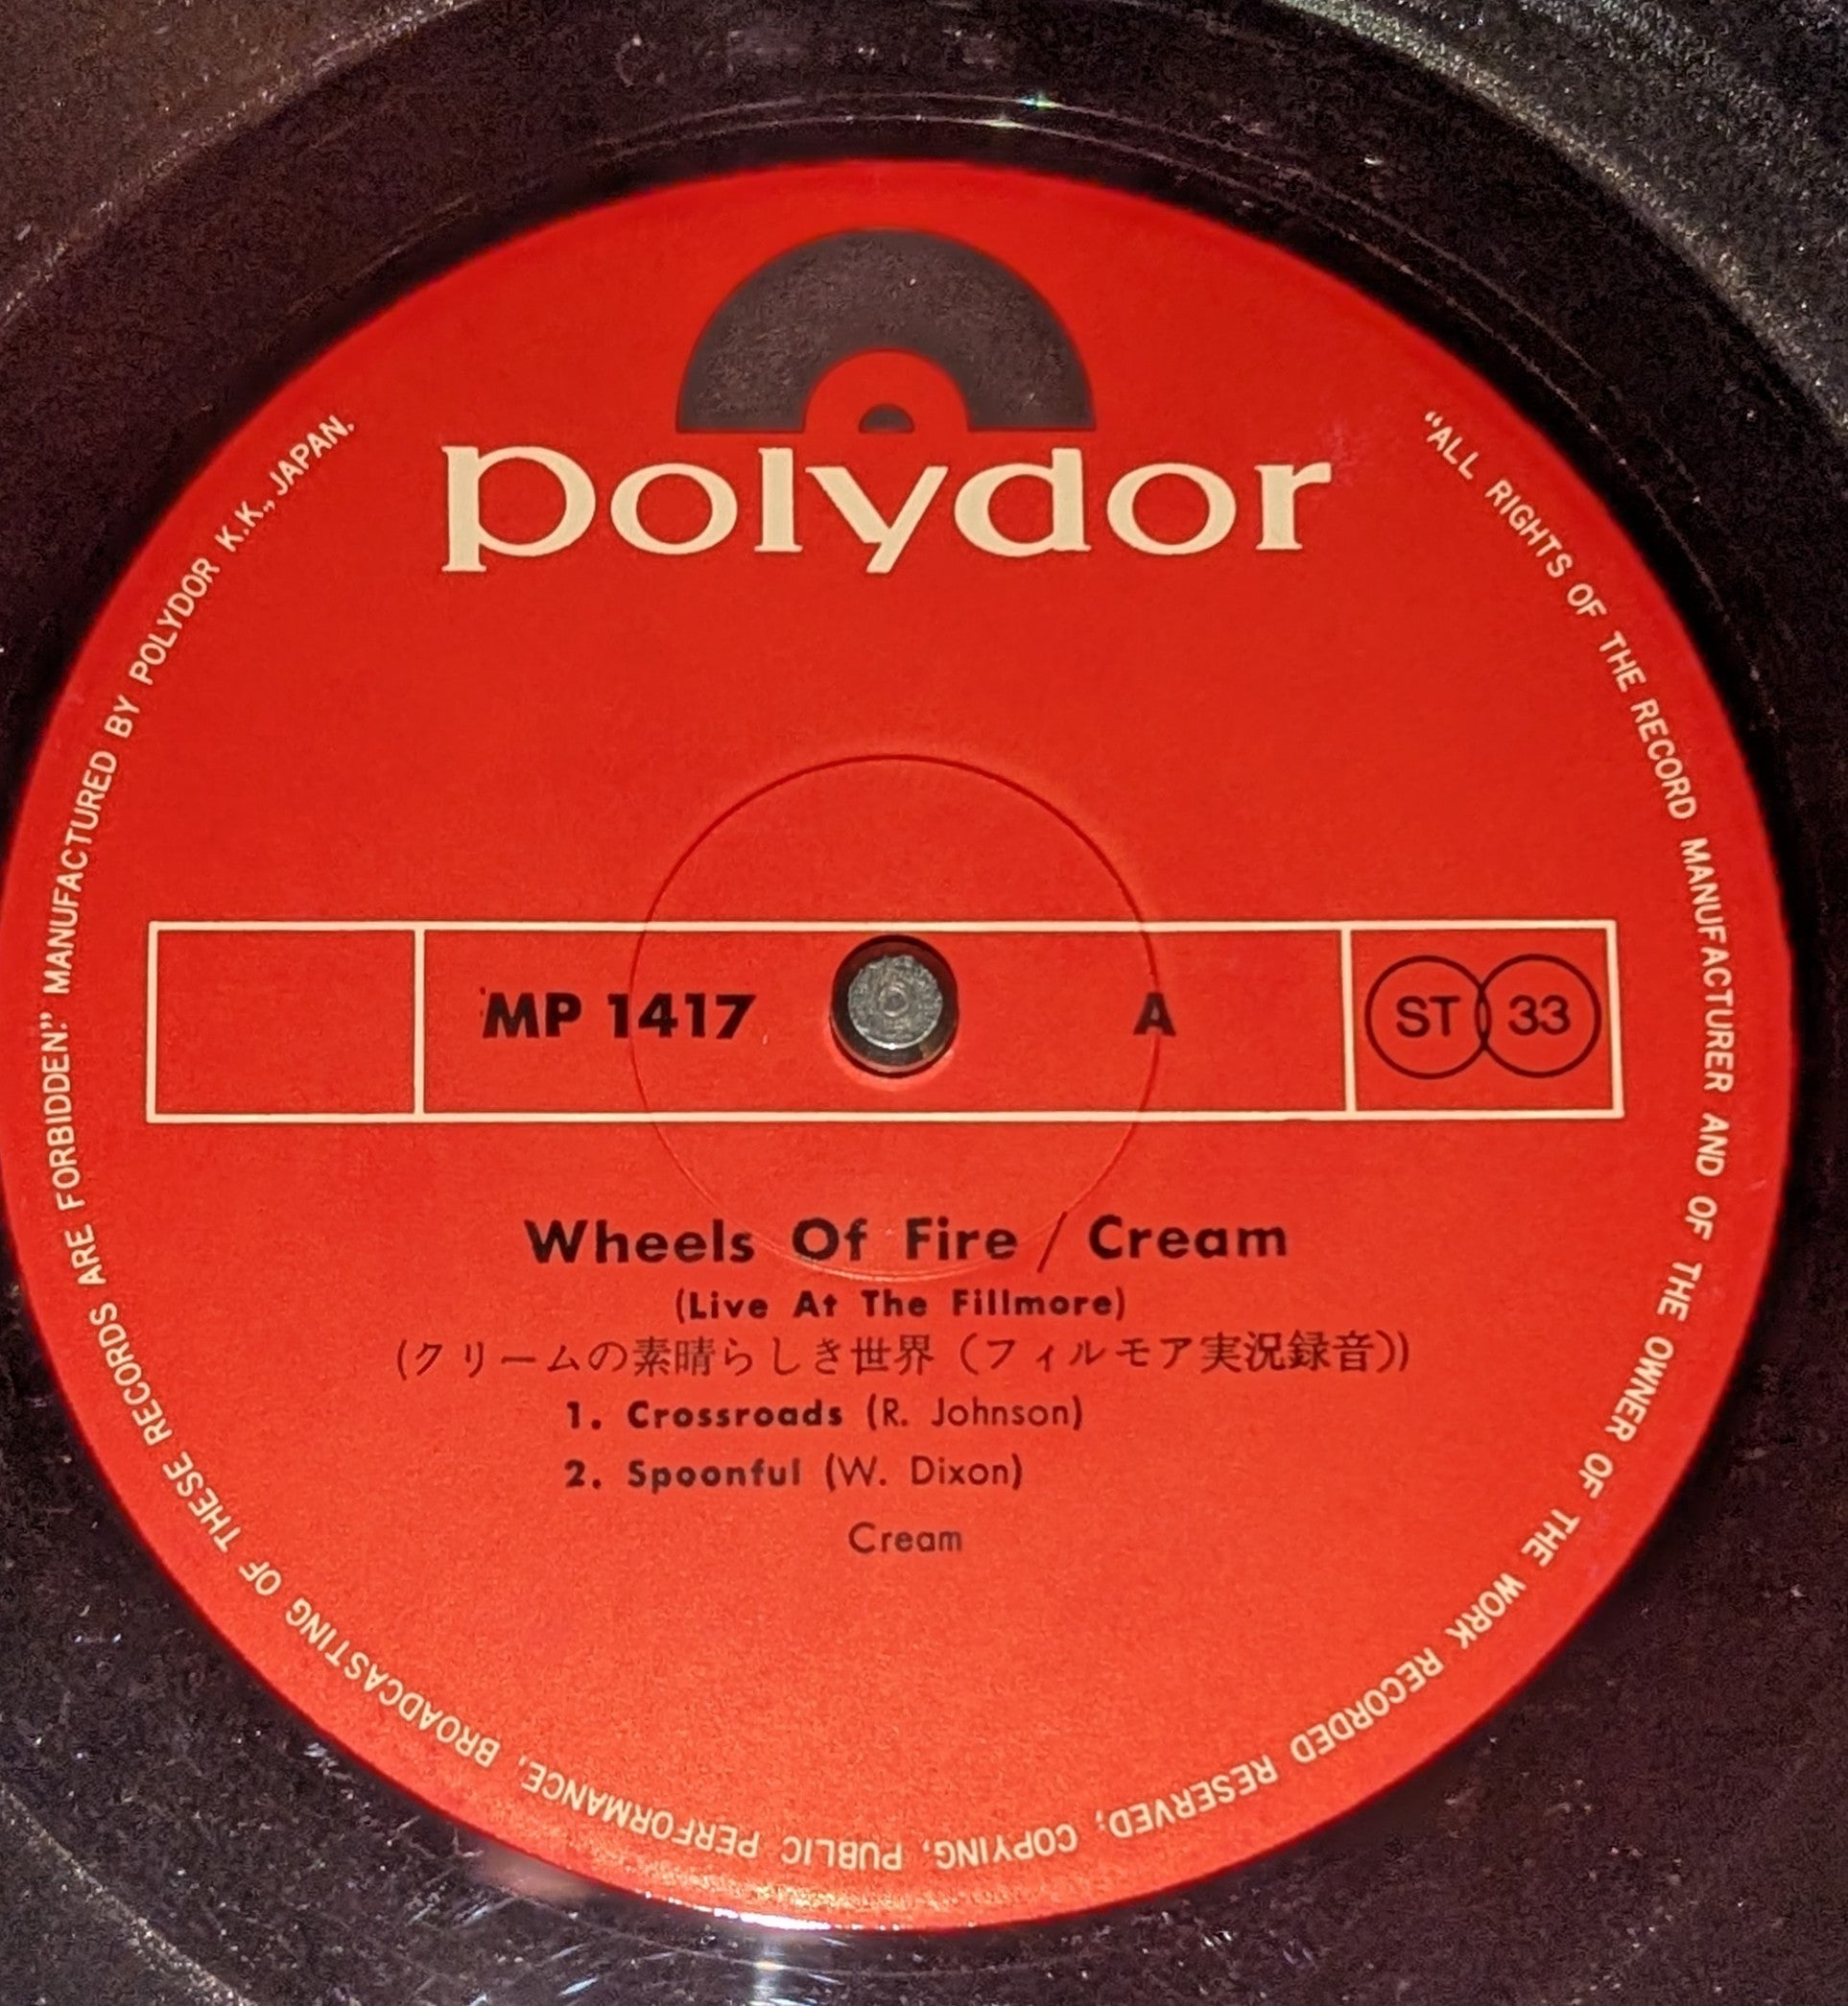 polydor
MP 1417 A ST 33
Wheels Of Fire / Cream
(Live At The Fillmore)
(クリームの素晴らしき世界（フィルモア実況録音）)
1. Crossroads (R. Johnson)
2. Spoonful (W. Dixon)
Cream
“ALL RIGHTS OF THE RECORD MANUFACTURER AND OF THE OWNER OF THE WORK RECORDED RESERVED; COPYING, PUBLIC PERFORMANCE, BROADCASTING OF THESE RECORDS ARE FORBIDDEN.” MANUFACTURED BY POLYDOR K.K., JAPAN.